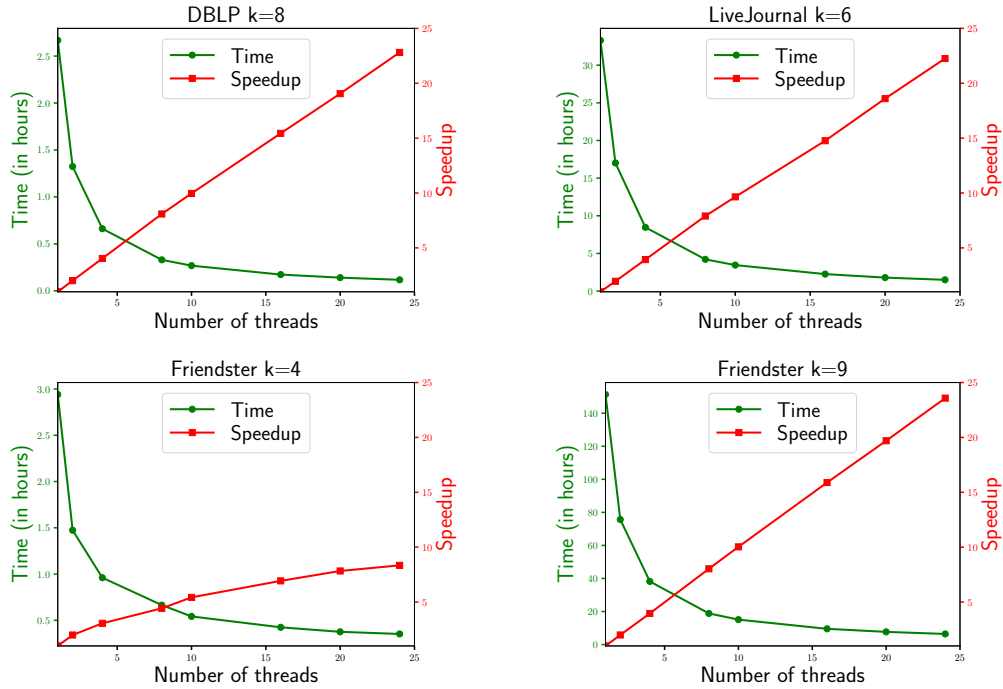 DBLP k=8
Time
Speedup
Time (in hours)
0.0
0.5
1.0
1.5
2.0
2.5
5
10
15
20
25
Number of threads
5
10
15
20
25
Speedup
LiveJournal k=6
Time
Speedup
Time (in hours)
0
5
10
15
20
25
30
5
10
15
20
25
Number of threads
5
10
15
20
25
Speedup
Friendster k=4
Time
Speedup
Time (in hours)
0.5
1.0
1.5
2.0
2.5
3.0
5
10
15
20
25
Number of threads
5
10
15
20
25
Speedup
Friendster k=9
Time
Speedup
Time (in hours)
0
20
40
60
80
100
120
140
5
10
15
20
25
Number of threads
5
10
15
20
25
Speedup